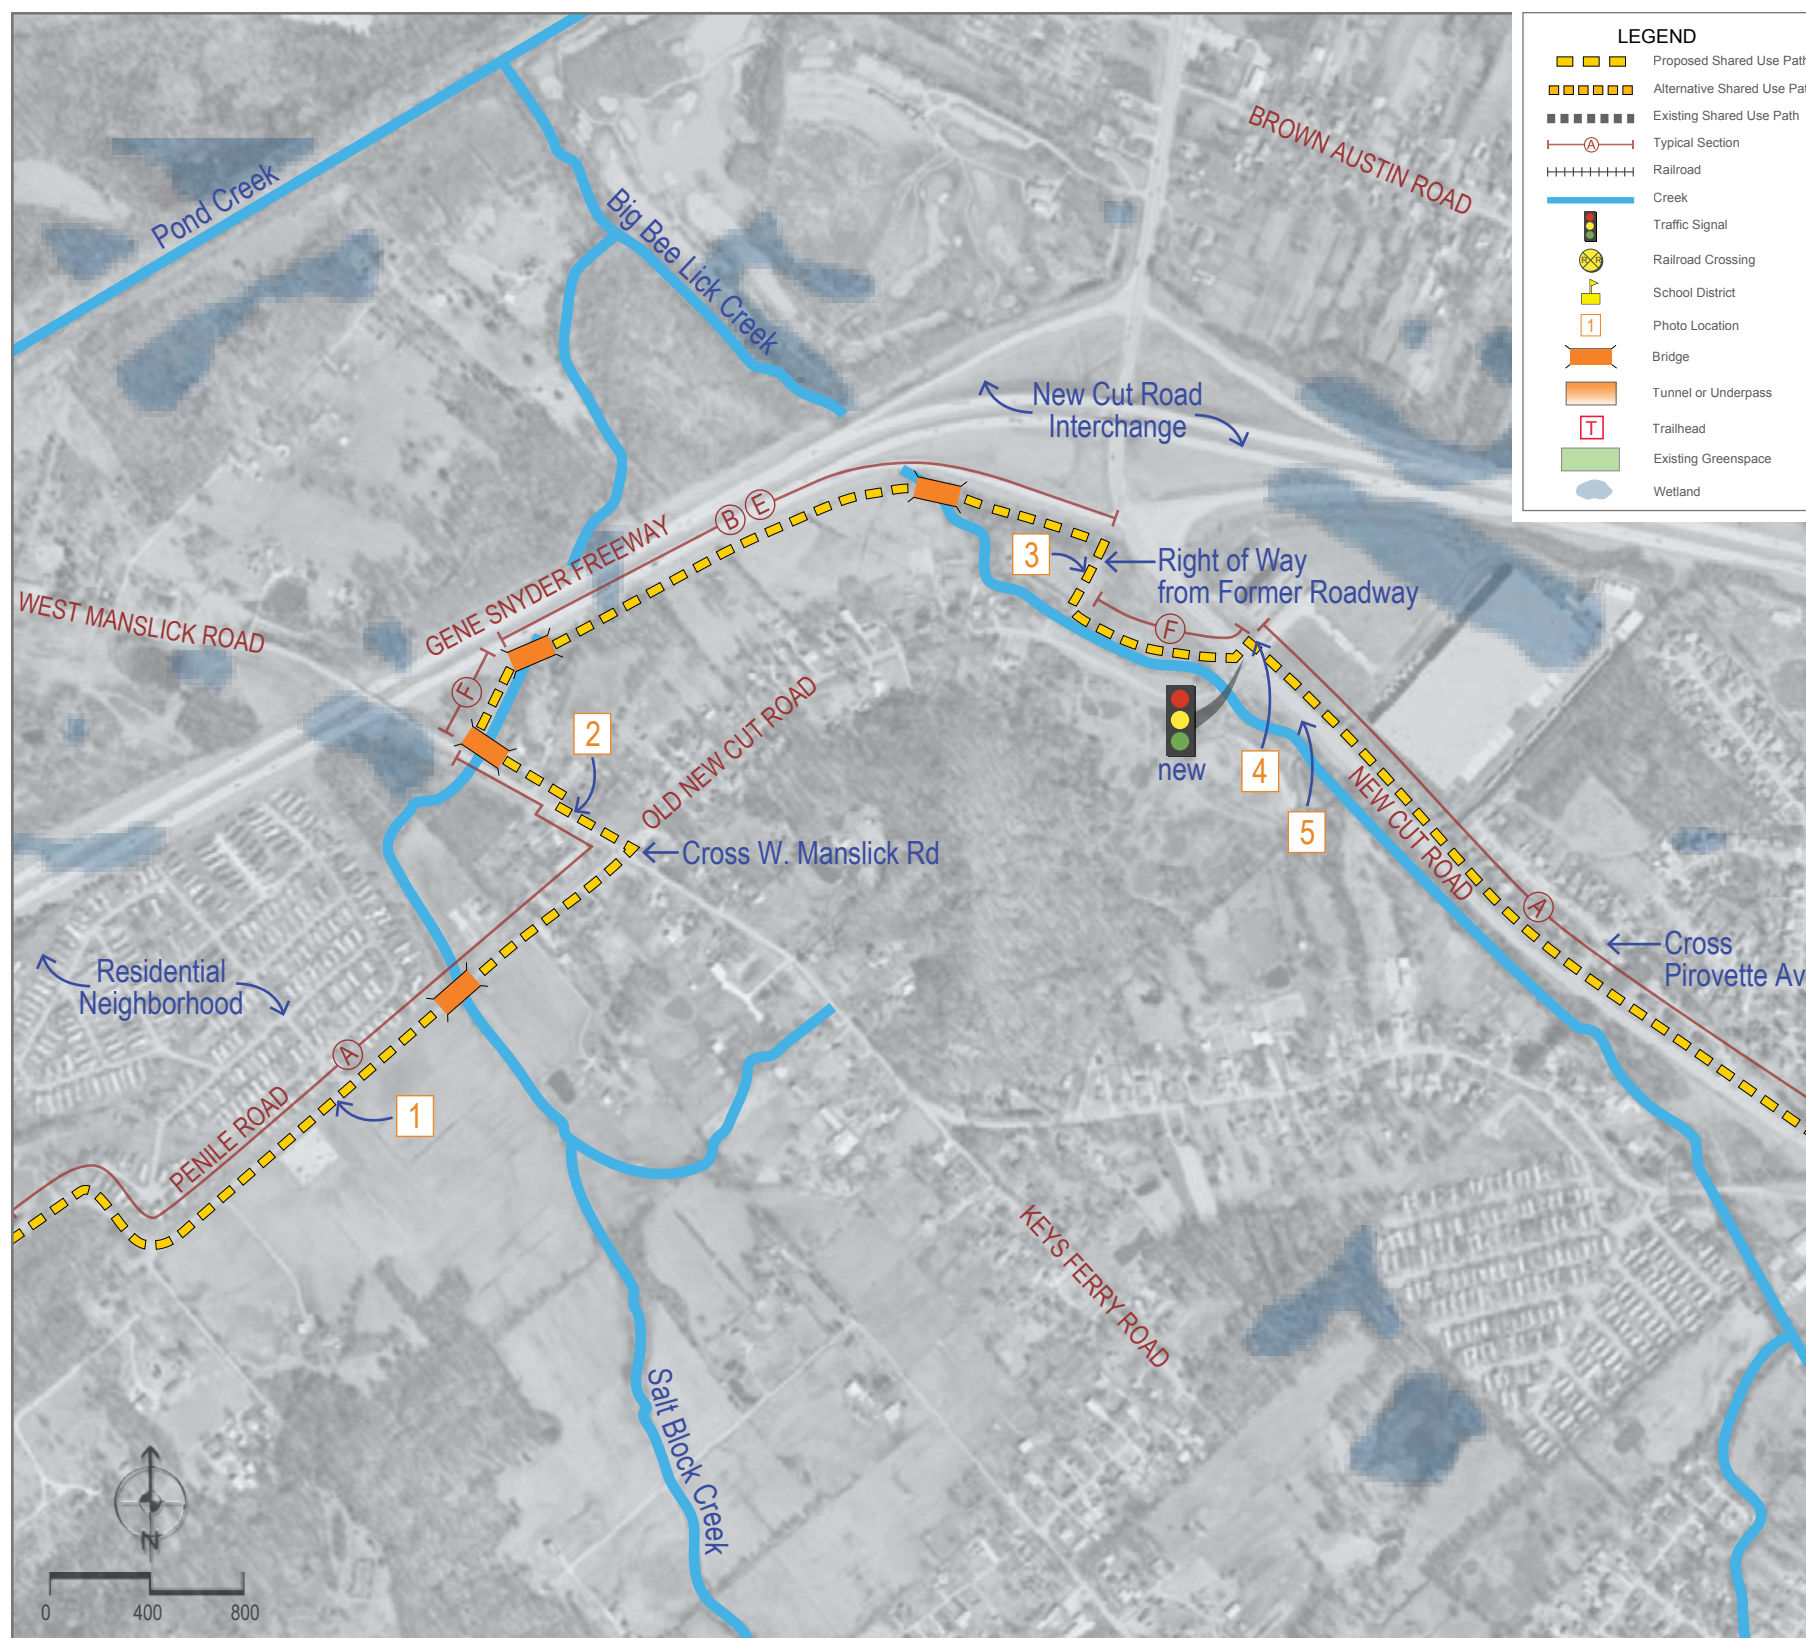 LEGEND
Proposed Shared Use Path
Alternative Shared Use Pat
Existing Shared Use Path
A
Typical Section
Railroad
Creek
Traffic Signal
R R
Railroad Crossing
School District
1
Photo Location
Bridge
Tunnel or Underpass
T
Trailhead
Existing Greenspace
Wetland
BROWN AUSTIN ROAD
Pond Creek
Big Bee Lick Creek
New Cut Road
Interchange
B
E
GENE SNYDER FREEWAY
WEST MANSLICK ROAD
3
Right of Way
from Former Roadway
F
F
2
OLD NEW CUT ROAD
new
4
5
NEW CUT ROAD
Cross W. Manslick Rd
A
Cross
Pirovette Av
Residential
Neighborhood
A
1
PENILE ROAD
KEYS FERRY ROAD
Salt Block Creek
N
0
400
800